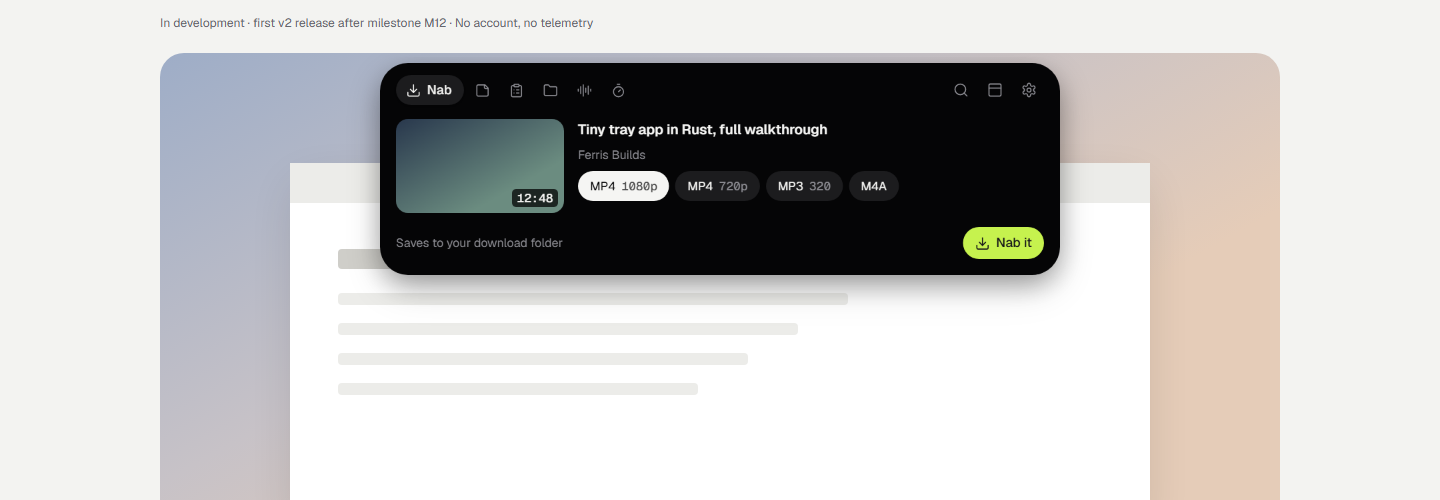 In development · first v2 release after milestone M12 · No account, no telemetry
Nab
Tiny tray app in Rust, full walkthrough
Ferris Builds
12:48
MP4 1080p MP4 720p MP3 320 M4A
Saves to your download folder
Nab it